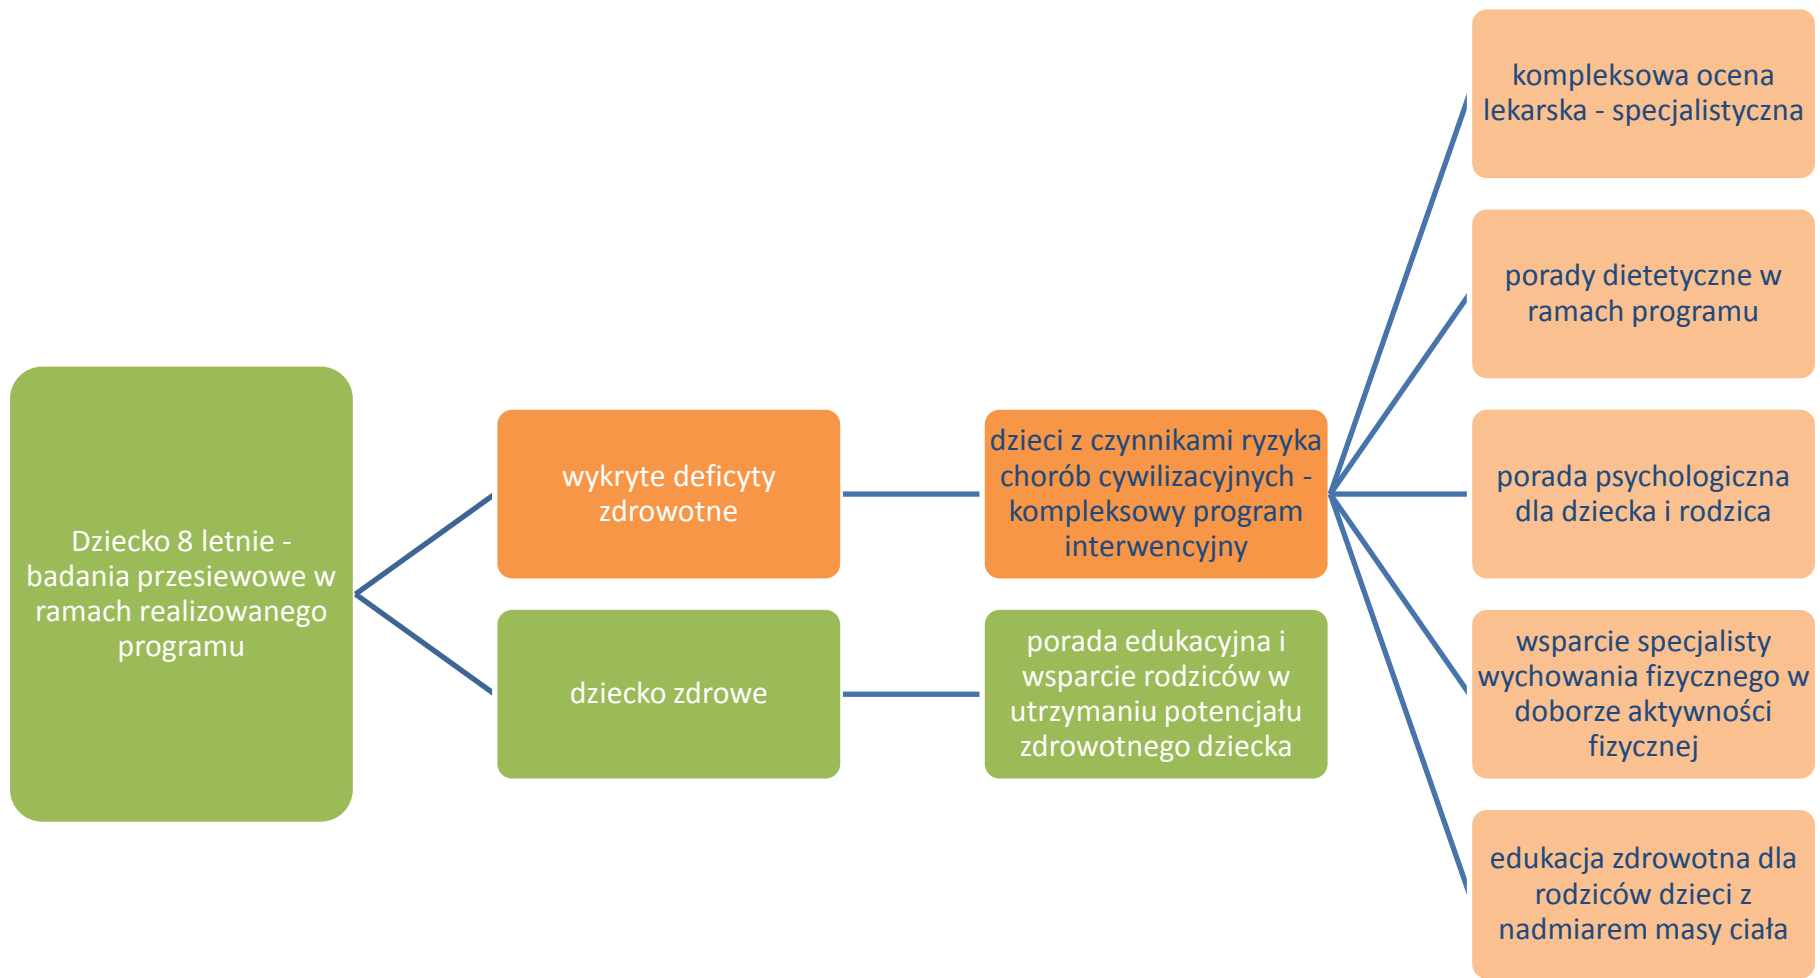 Dziecko 8 letnie -
badania przesiewowe w
ramach realizowanego
programu
wykryte deficyty
zdrowotne
dziecko zdrowe
dzieci z czynnikami ryzyka
chorób cywilizacyjnych -
kompleksowy program
interwencyjny
porada edukacyjna i
wsparcie rodziców w
utrzymaniu potencjału
zdrowotnego dziecka
kompleksowa ocena
lekarska - specjalistyczna
porady dietetyczne w
ramach programu
porada psychologiczna
dla dziecka i rodzica
wsparcie specjalisty
wychowania fizycznego w
doborze aktywności
fizycznej
edukacja zdrowotna dla
rodziców dzieci z
nadmiarem masy ciała